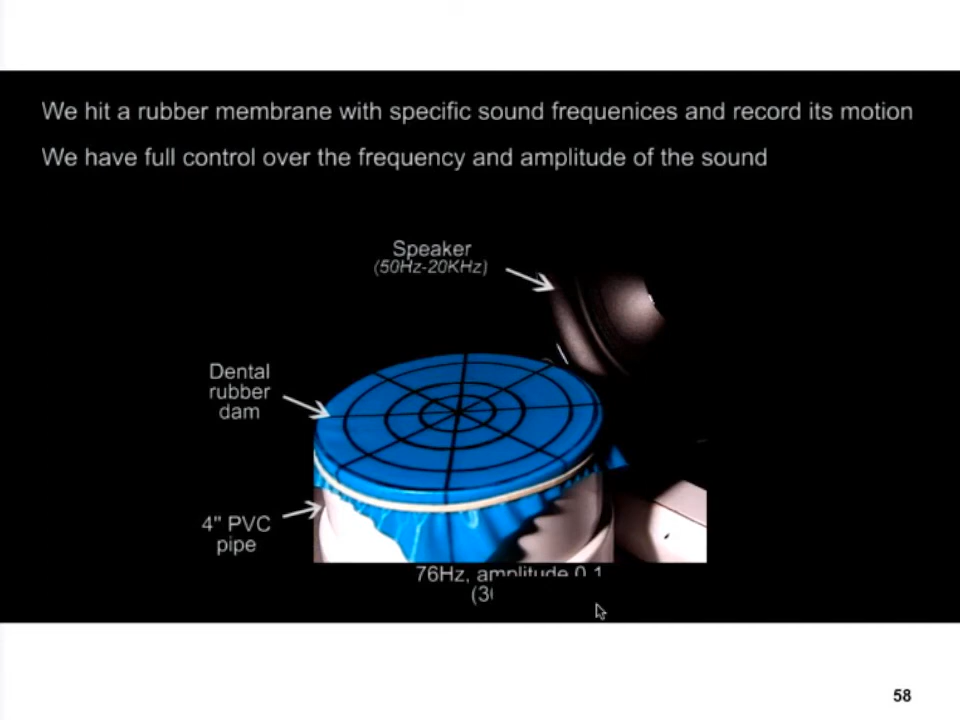 We hit a rubber membrane with specific sound frequenices and record its motion
We have full control over the frequency and amplitude of the sound
Speaker
(50Hz-20KHz)
Dental
rubber
dam
4" PVC
pipe
76Hz, amplitude 0.1
58